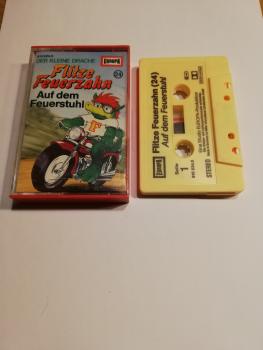 DER KLEINE DRACHE
EUROPA
Flitze
Feuerzahn
24
Auf dem
Feuerstuhl
F
EUROPA
Flitze Feuerzahn (24)
Auf dem Feuerstuhl
Seite
1
STEREO